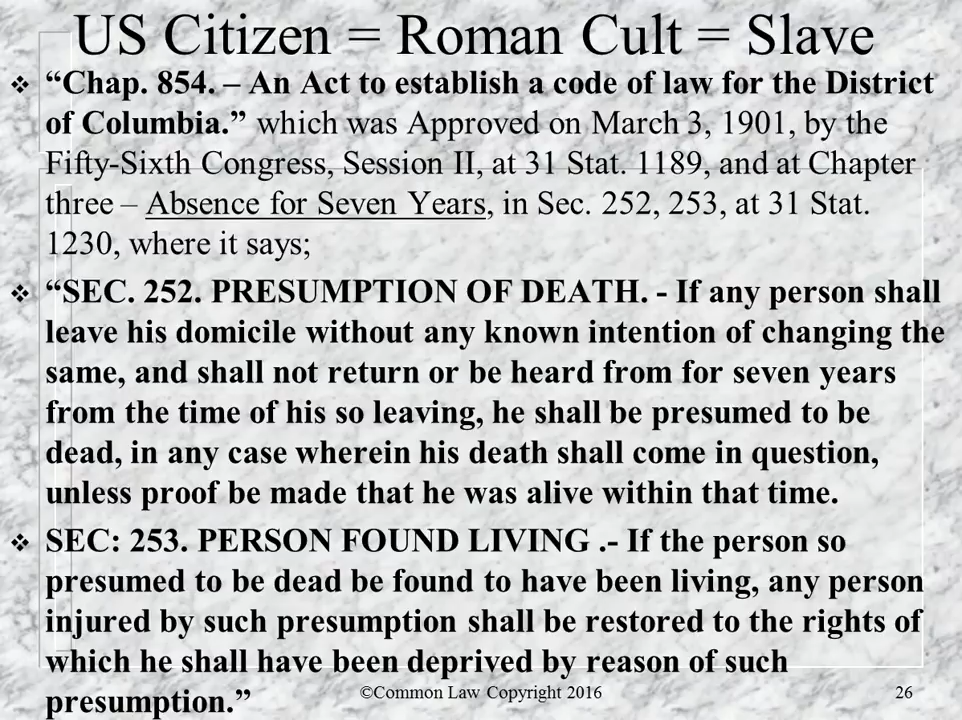 US Citizen = Roman Cult = Slave
❖ “Chap. 854. – An Act to establish a code of law for the District
of Columbia.” which was Approved on March 3, 1901, by the
Fifty-Sixth Congress, Session II, at 31 Stat. 1189, and at Chapter
three – Absence for Seven Years, in Sec. 252, 253, at 31 Stat.
1230, where it says;
❖ “SEC. 252. PRESUMPTION OF DEATH. - If any person shall
leave his domicile without any known intention of changing the
same, and shall not return or be heard from for seven years
from the time of his so leaving, he shall be presumed to be
dead, in any case wherein his death shall come in question,
unless proof be made that he was alive within that time.
❖ SEC: 253. PERSON FOUND LIVING .- If the person so
presumed to be dead be found to have been living, any person
injured by such presumption shall be restored to the rights of
which he shall have been deprived by reason of such
presumption.”
©Common Law Copyright 2016
26